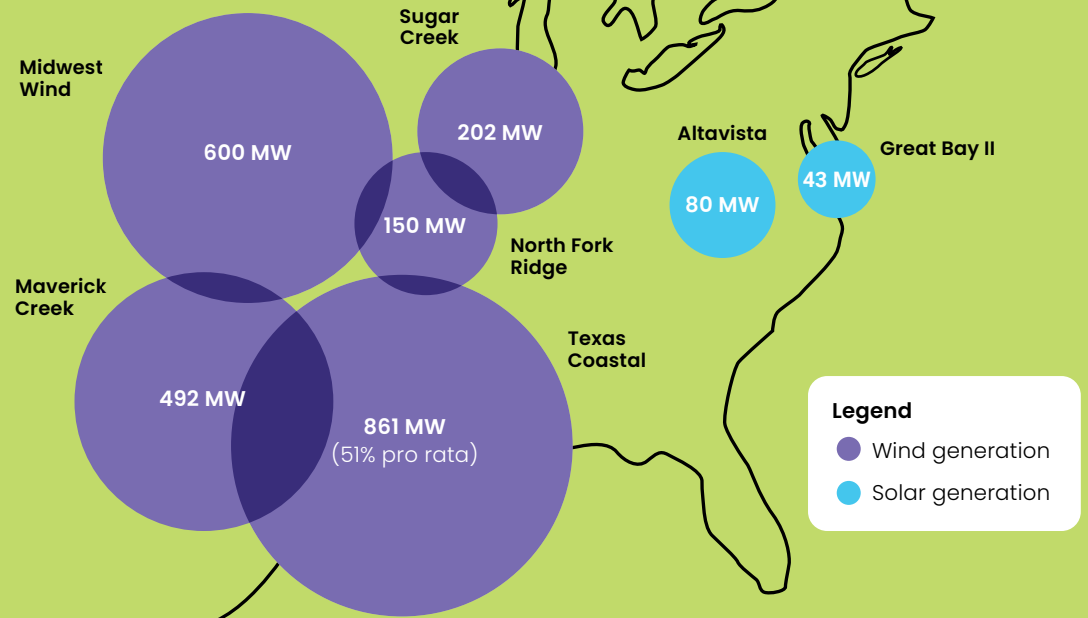 Sugar
Creek
Midwest
Wind
600 MW
202 MW
Altavista
Great Bay II
43 MW
80 MW
150 MW
North Fork
Ridge
Maverick
Creek
Texas
Coastal
492 MW
861 MW
(51% pro rata)
Legend
Wind generation
Solar generation